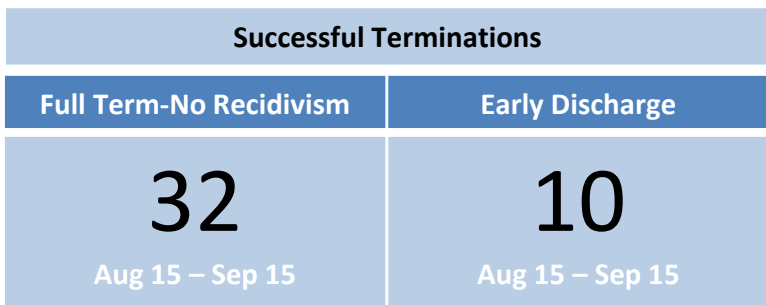 Successful Terminations
Full Term-No Recidivism
Early Discharge
32
10
Aug 15 – Sep 15
Aug 15 – Sep 15